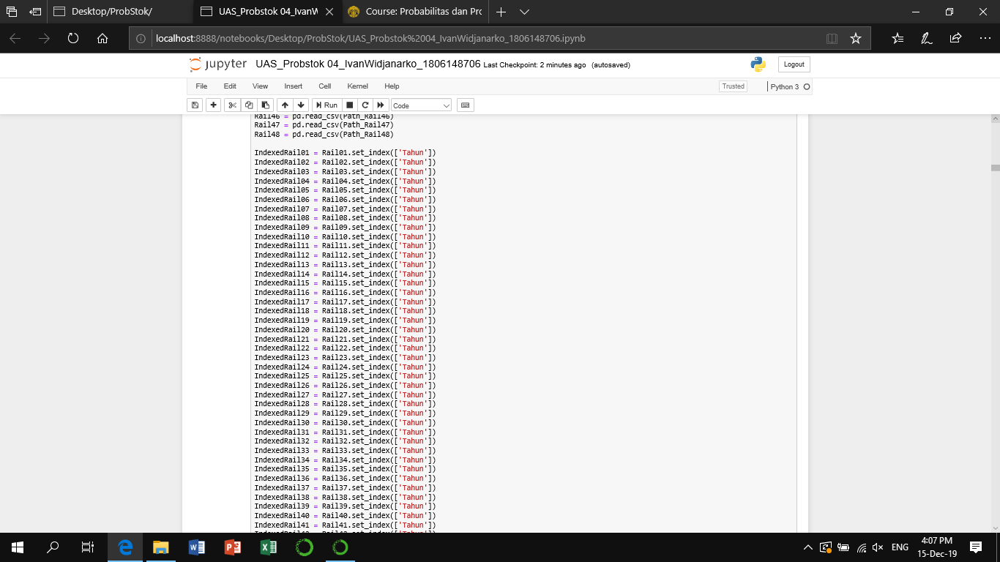 Desktop/ProbStok/
UAS_Probstok 04_IvanW
Course: Probabilitas dan Pro
localhost:8888/notebooks/Desktop/ProbStok/UAS_Probstok%2004_IvanWidjanarko_1806148706.ipynb
jupyter UAS_Probstok 04_IvanWidjanarko_1806148706 Last Checkpoint: 2 minutes ago (autosaved)
Logout
File Edit View Insert Cell Kernel Help
Trusted
Python 3
Run
Code
Rail46 = pd.read_csv(Path_Rail46)
Rail47 = pd.read_csv(Path_Rail47)
Rail48 = pd.read_csv(Path_Rail48)
IndexedRail01 = Rail01.set_index(['Tahun'])
IndexedRail02 = Rail02.set_index(['Tahun'])
IndexedRail03 = Rail03.set_index(['Tahun'])
IndexedRail04 = Rail04.set_index(['Tahun'])
IndexedRail05 = Rail05.set_index(['Tahun'])
IndexedRail06 = Rail06.set_index(['Tahun'])
IndexedRail07 = Rail07.set_index(['Tahun'])
IndexedRail08 = Rail08.set_index(['Tahun'])
IndexedRail09 = Rail09.set_index(['Tahun'])
IndexedRail10 = Rail10.set_index(['Tahun'])
IndexedRail11 = Rail11.set_index(['Tahun'])
IndexedRail12 = Rail12.set_index(['Tahun'])
IndexedRail13 = Rail13.set_index(['Tahun'])
IndexedRail14 = Rail14.set_index(['Tahun'])
IndexedRail15 = Rail15.set_index(['Tahun'])
IndexedRail16 = Rail16.set_index(['Tahun'])
IndexedRail17 = Rail17.set_index(['Tahun'])
IndexedRail18 = Rail18.set_index(['Tahun'])
IndexedRail19 = Rail19.set_index(['Tahun'])
IndexedRail20 = Rail20.set_index(['Tahun'])
IndexedRail21 = Rail21.set_index(['Tahun'])
IndexedRail22 = Rail22.set_index(['Tahun'])
IndexedRail23 = Rail23.set_index(['Tahun'])
IndexedRail24 = Rail24.set_index(['Tahun'])
IndexedRail25 = Rail25.set_index(['Tahun'])
IndexedRail26 = Rail26.set_index(['Tahun'])
IndexedRail27 = Rail27.set_index(['Tahun'])
IndexedRail28 = Rail28.set_index(['Tahun'])
IndexedRail29 = Rail29.set_index(['Tahun'])
IndexedRail30 = Rail30.set_index(['Tahun'])
IndexedRail31 = Rail31.set_index(['Tahun'])
IndexedRail32 = Rail32.set_index(['Tahun'])
IndexedRail33 = Rail33.set_index(['Tahun'])
IndexedRail34 = Rail34.set_index(['Tahun'])
IndexedRail35 = Rail35.set_index(['Tahun'])
IndexedRail36 = Rail36.set_index(['Tahun'])
IndexedRail37 = Rail37.set_index(['Tahun'])
IndexedRail38 = Rail38.set_index(['Tahun'])
IndexedRail39 = Rail39.set_index(['Tahun'])
IndexedRail40 = Rail40.set_index(['Tahun'])
IndexedRail41 = Rail41.set_index(['Tahun'])
ENG
4:07 PM
15-Dec-19